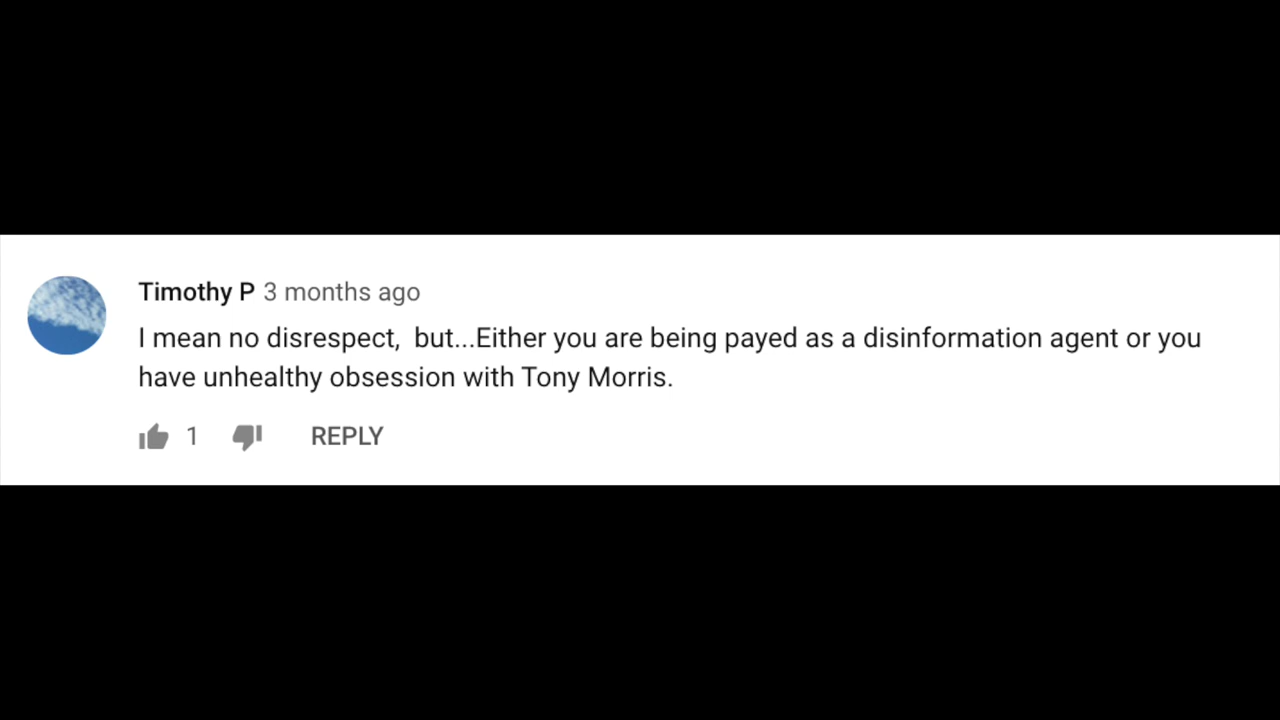 Timothy P 3 months ago
I mean no disrespect,  but...Either you are being payed as a disinformation agent or you
have unhealthy obsession with Tony Morris.
1 REPLY